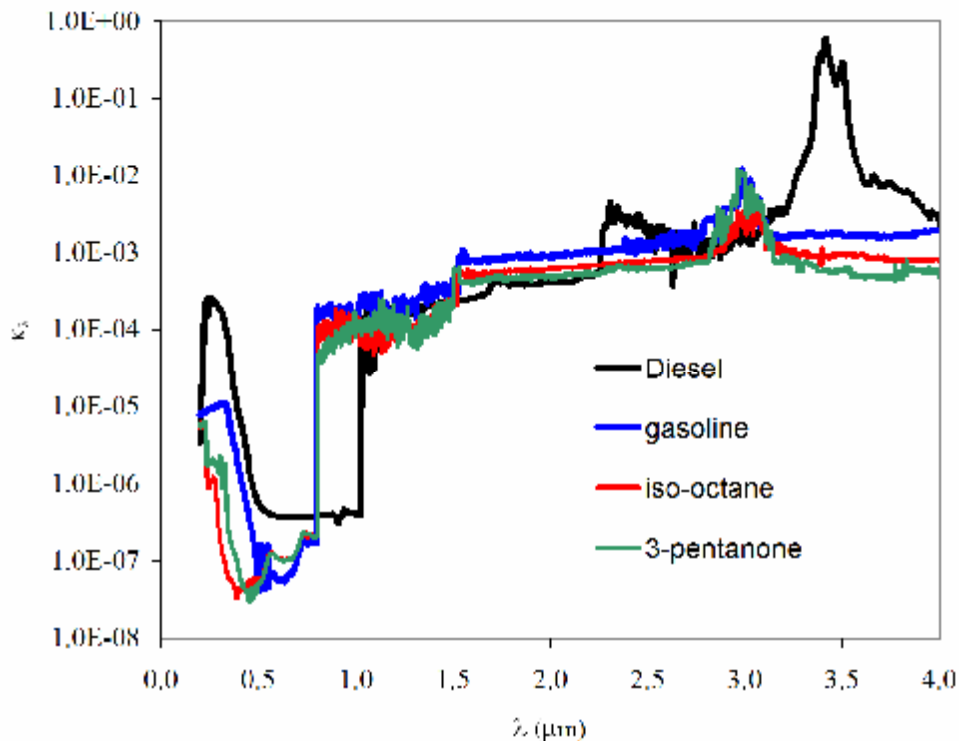 1.0E+00
1.0E-01
1.0E-02
1.0E-03
1.0E-04
1.0E-05
1.0E-06
1.0E-07
1.0E-08
κλ
Diesel
gasoline
iso-octane
3-pentanone
0,0 0,5 1,0 1,5 2,0 2,5 3,0 3,5 4,0
λ (μm)